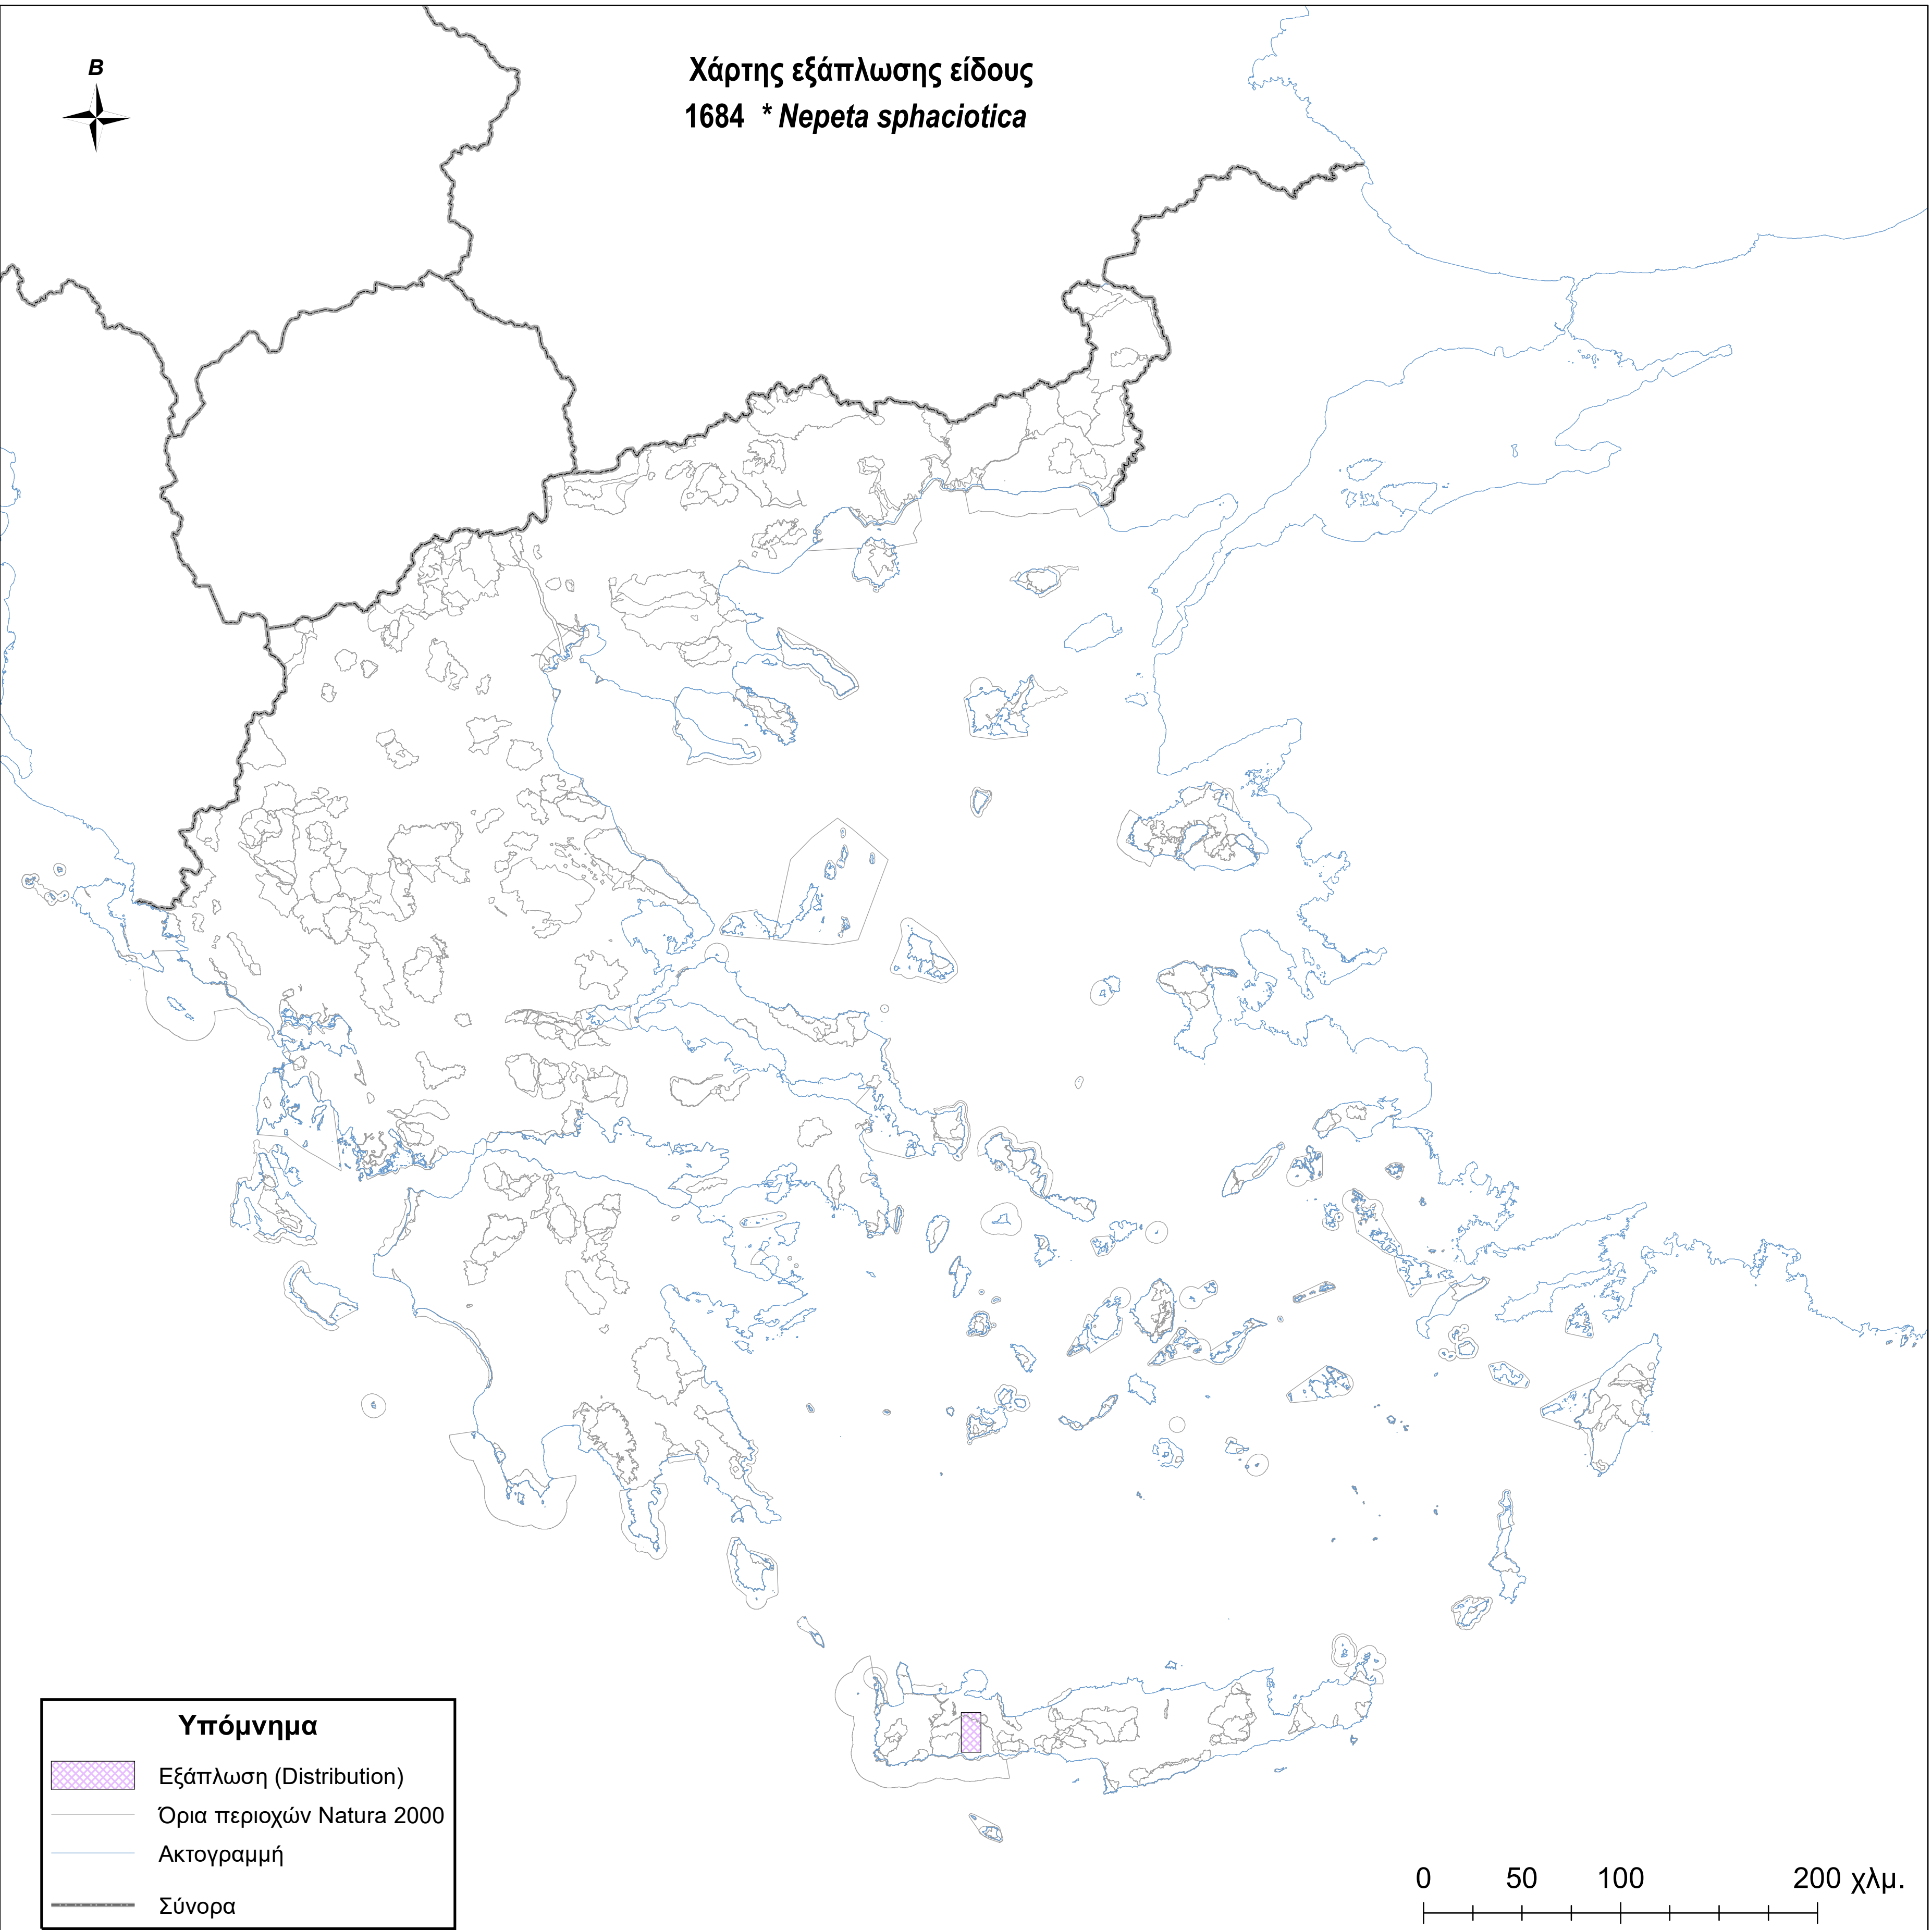 Β
Χάρτης εξάπλωσης είδους
1684 * Nepeta sphaciotica
Υπόμνημα
Εξάπλωση (Distribution)
Όρια περιοχών Natura 2000
Ακτογραμμή
Σύνορα
0 50 100 200 χλμ.